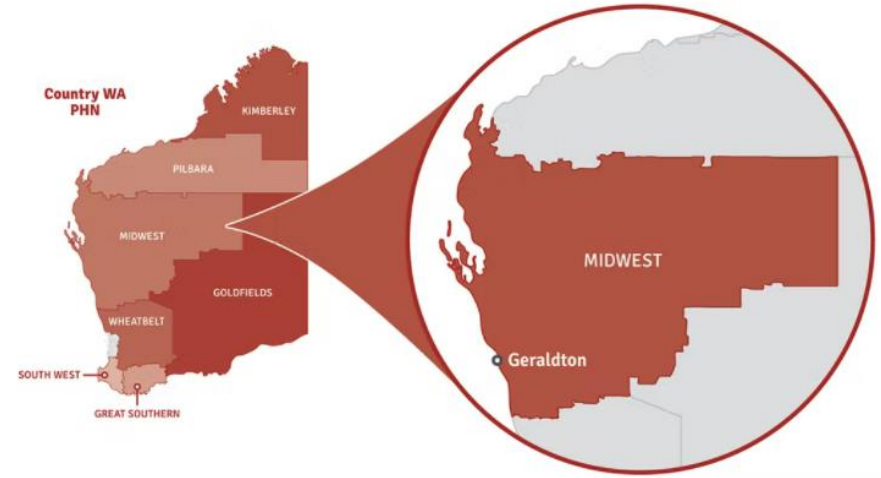 Country WA
PHN
KIMBERLEY
PILBARA
MIDWEST
GOLDFIELDS
WHEATBELT
SOUTH WEST
GREAT SOUTHERN
MIDWEST
Geraldton